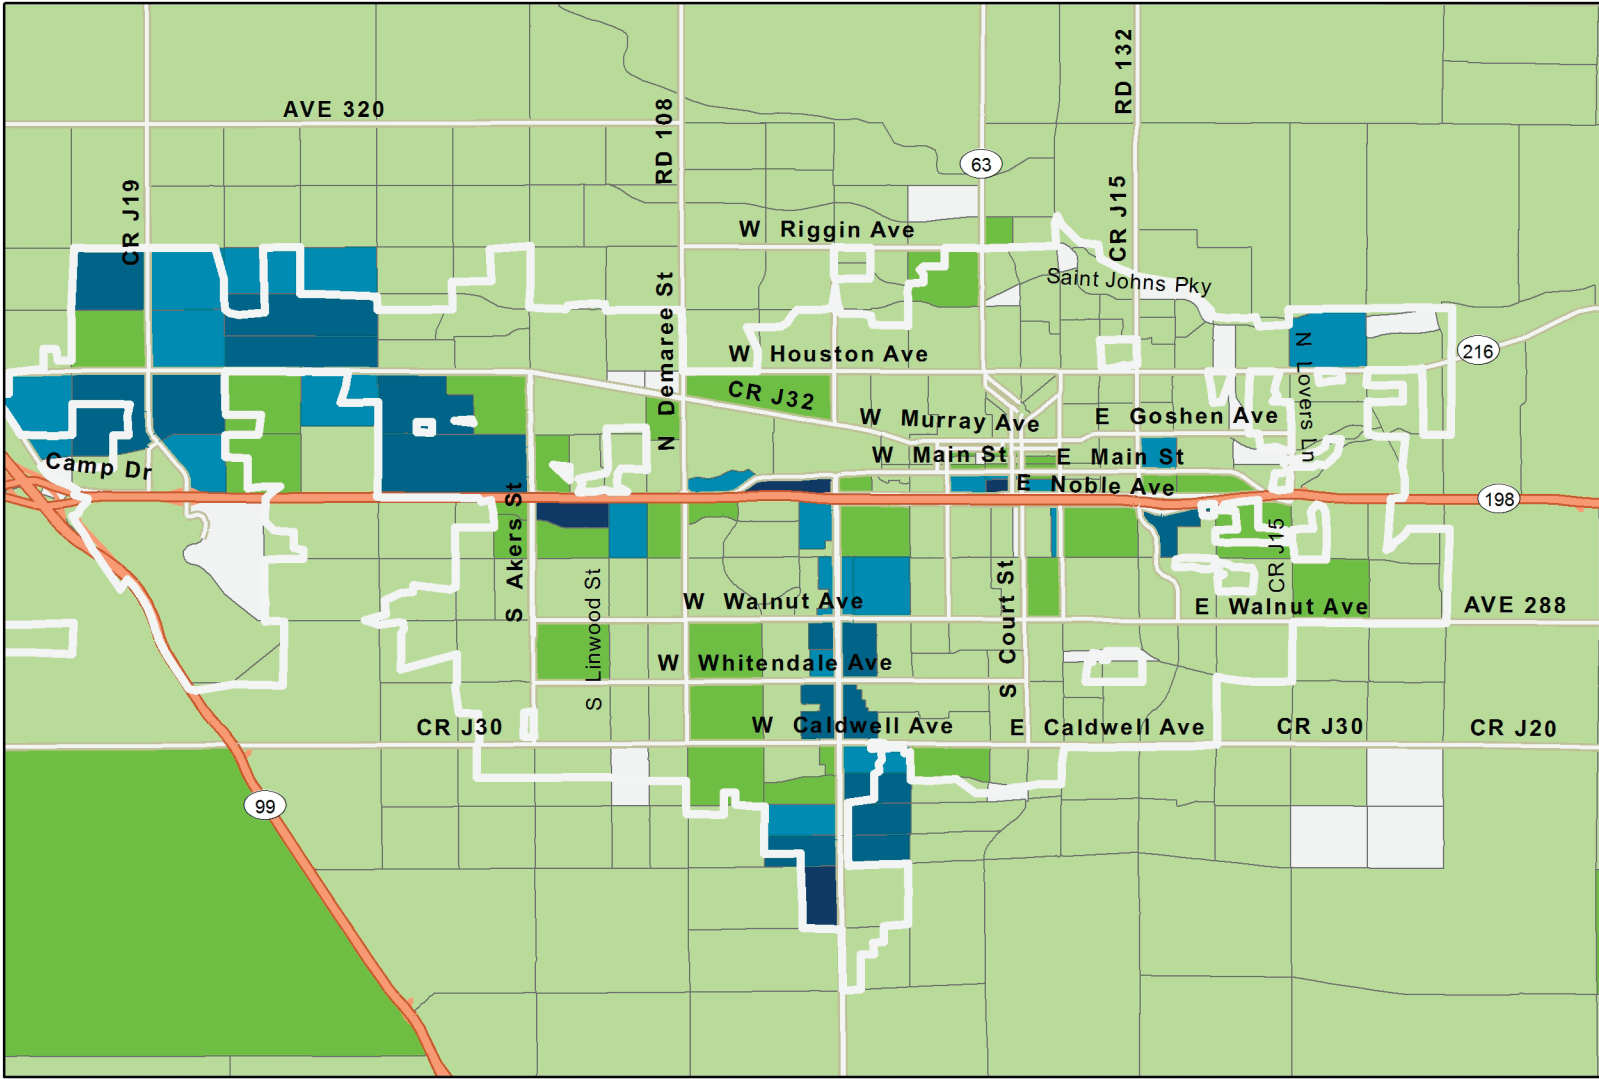 RD 132
AVE 320
RD 108
63
CR J19
CR J15
W Riggin Ave
Saint Johns Pky
N Demaree St
W Houston Ave
216
N Lovers Ln
CR J32
W Murray Ave
E Goshen Ave
W Main St
E Main St
Camp Dr
E Noble Ave
198
S Akers St
CR J15
S Linwood St
S Court St
W Walnut Ave
E Walnut Ave
AVE 288
W Whitendale Ave
CR J30
W Caldwell Ave
E Caldwell Ave
CR J30
CR J20
99